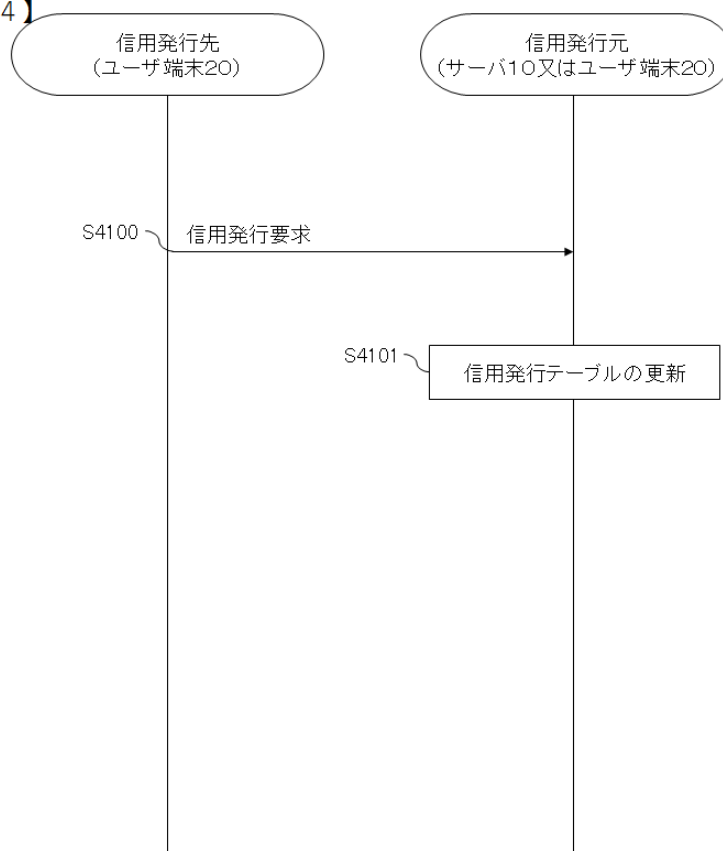 4】
信用発行先
（ユーザ端末２０）
信用発行元
（サーバ１０又はユーザ端末２０）
S4100
信用発行要求
S4101
信用発行テーブルの更新